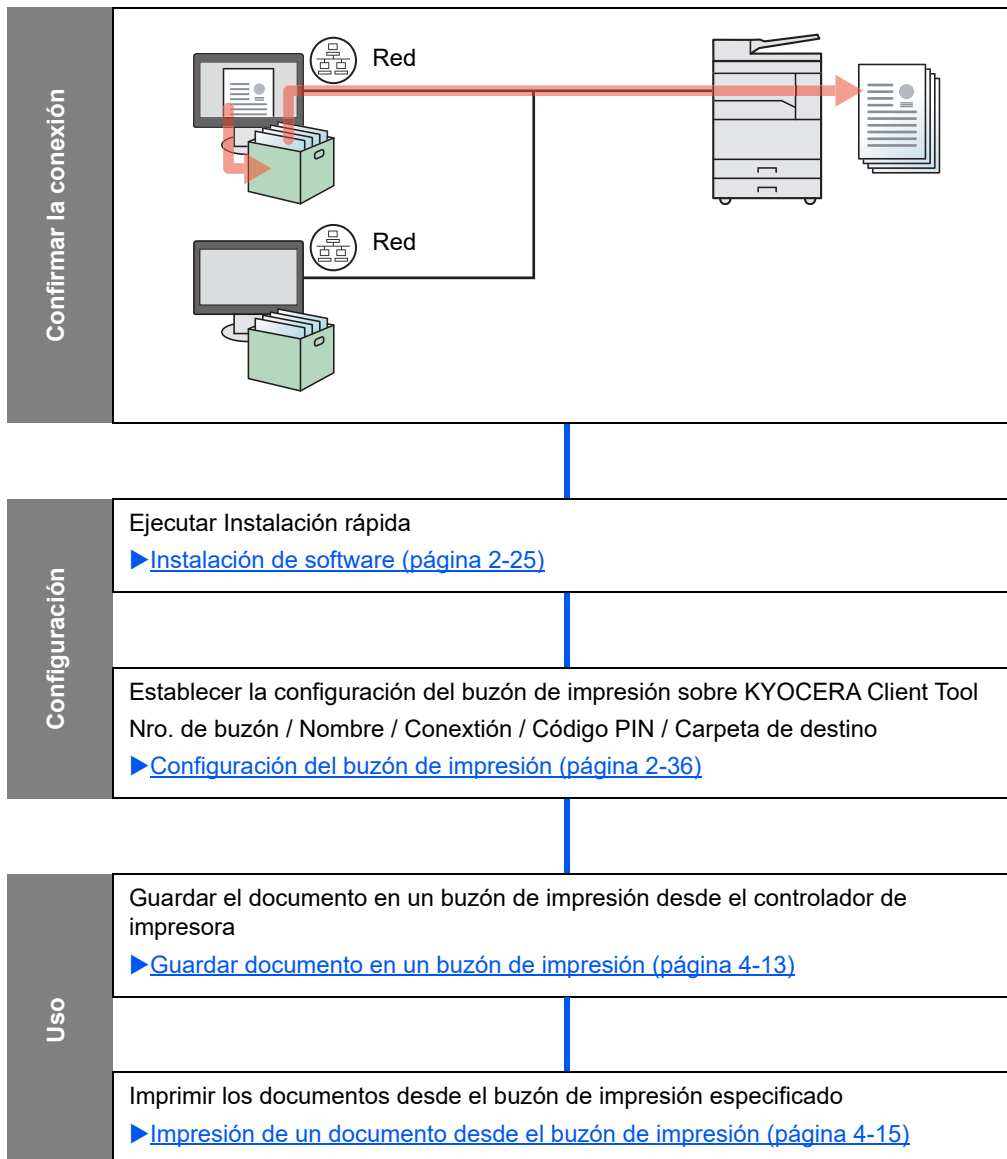 Confirmar la conexión
Red
Red
Configuración
Ejecutar Instalación rápida
▶Instalación de software (página 2-25)
Establecer la configuración del buzón de impresión sobre KYOCERA Client Tool
Nro. de buzón / Nombre / Conextión / Código PIN / Carpeta de destino
▶Configuración del buzón de impresión (página 2-36)
Uso
Guardar el documento en un buzón de impresión desde el controlador de
impresora
▶Guardar documento en un buzón de impresión (página 4-13)
Imprimir los documentos desde el buzón de impresión especificado
▶Impresión de un documento desde el buzón de impresión (página 4-15)